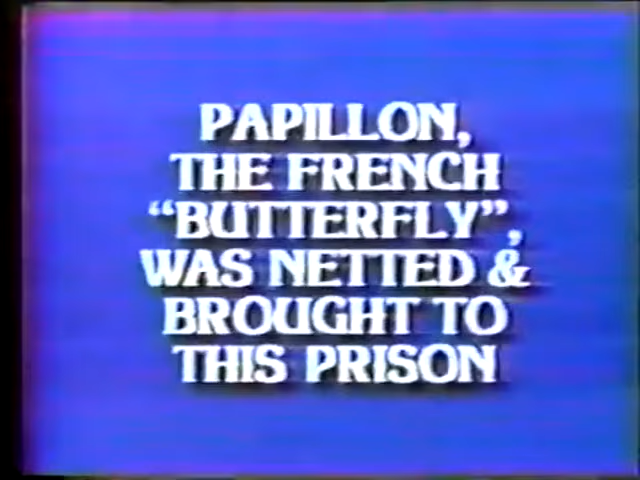 PAPILLON,
THE FRENCH
“BUTTERFLY”,
WAS NETTED &
BROUGHT TO
THIS PRISON